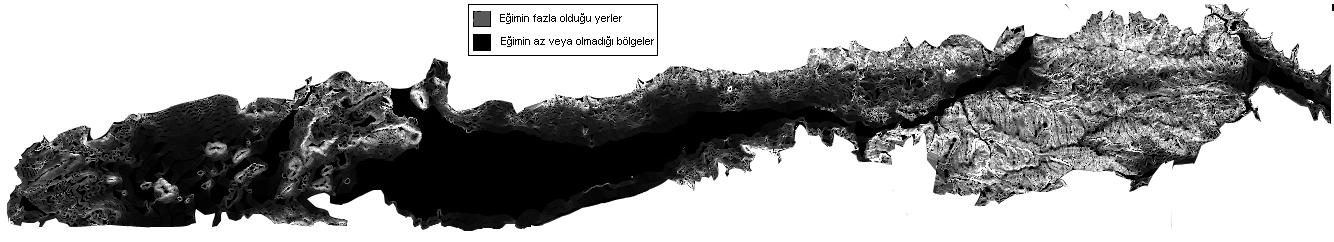 Eğimin fazla olduğu yerler
Eğimin az veya olmadığı bölgeler